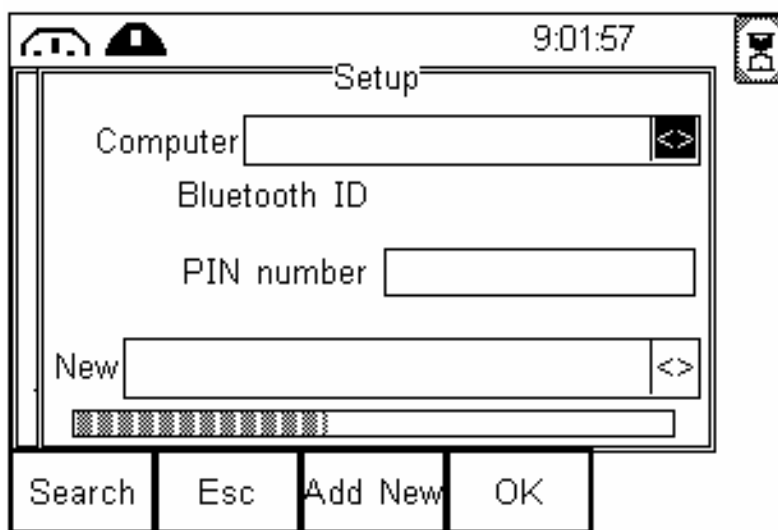 9:01:57
Setup
Computer <>
Bluetooth ID
PIN number
New <>
Search Esc Add New OK